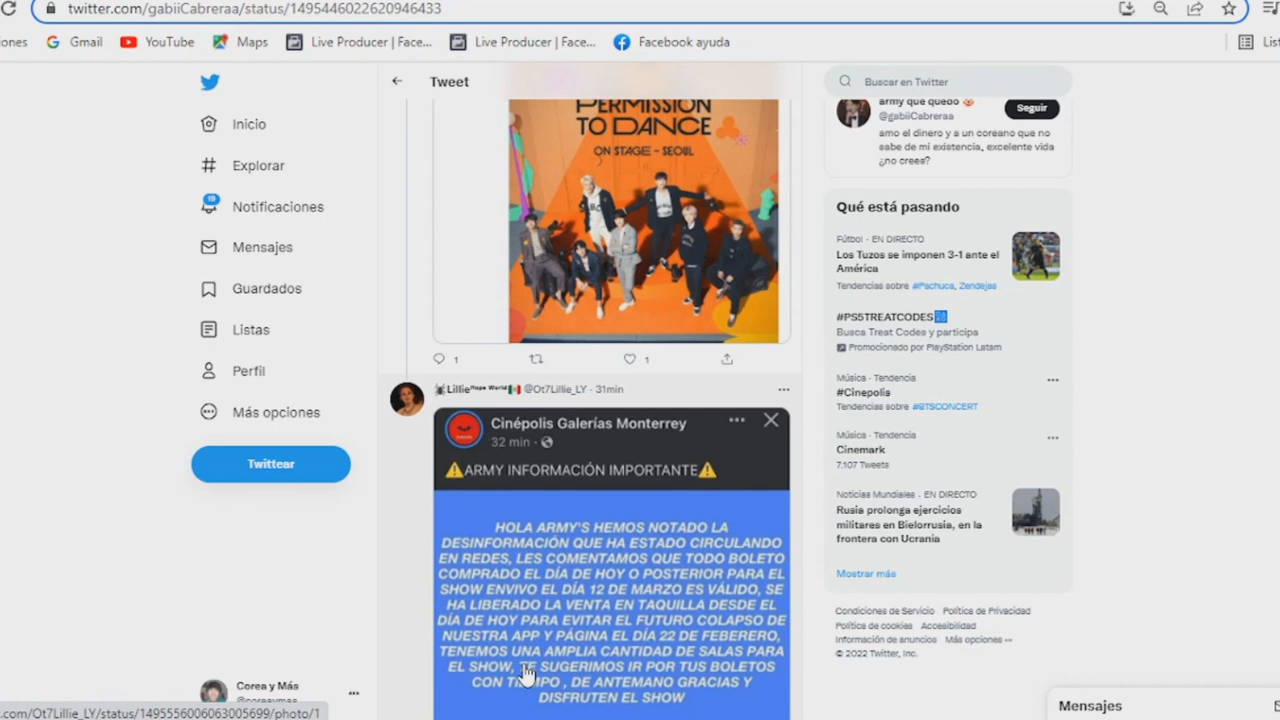 twitter.com/gabiiCabreraa/status/1495446022620946433
ones Gmail YouTube Maps Live Producer | Face... Live Producer | Face... Facebook ayuda List
Inicio
Explorar
19
Notificaciones
Mensajes
Guardados
Listas
Perfil
Más opciones
Twittear
Corea y Más
@coreaymas
.com/Ot7Lillie_LY/status/1495556006063005699/photo/1
Tweet
PERMISSION
TO DANCE
ON STAGE - SEOUL
1 1
Lillie Hope World @Ot7Lillie_LY · 31min
Cinépolis Galerías Monterrey
32 min ·
⚠️ARMY INFORMACIÓN IMPORTANTE⚠️
HOLA ARMY'S HEMOS NOTADO LA
DESINFORMACIÓN QUE HA ESTADO CIRCULANDO
EN REDES, LES COMENTAMOS QUE TODO BOLETO
COMPRADO EL DÍA DE HOY O POSTERIOR PARA EL
SHOW ENVIVO EL DÍA 12 DE MARZO ES VÁLIDO, SE
HA LIBERADO LA VENTA EN TAQUILLA DESDE EL
DÍA DE HOY PARA EVITAR EL FUTURO COLAPSO DE
NUESTRA APP Y PÁGINA EL DÍA 22 DE FEBERERO,
TENEMOS UNA AMPLIA CANTIDAD DE SALAS PARA
EL SHOW, TE SUGERIMOS IR POR TUS BOLETOS
CON TIEMPO , DE ANTEMANO GRACIAS Y
DISFRUTEN EL SHOW
Buscar en Twitter
army que quedo
@gabiiCabreraa
Seguir
amo el dinero y a un coreano que no
sabe de mi existencia, excelente vida
¿no crees?
Qué está pasando
Fútbol · EN DIRECTO
Los Tuzos se imponen 3-1 ante el
América
Tendencias sobre #Pachuca, Zendejas
#PS5TREATCODES
Busca Treat Codes y participa
Promocionado por PlayStation Latam
Música · Tendencia
#Cinepolis
Tendencias sobre #BTSCONCERT
Música · Tendencia
Cinemark
7.107 Tweets
Noticias Mundiales · EN DIRECTO
Rusia prolonga ejercicios
militares en Bielorrusia, en la
frontera con Ucrania
Mostrar más
Condiciones de Servicio Política de Privacidad
Política de cookies Accesibilidad
Información de anuncios Más opciones ···
© 2022 Twitter, Inc.
Mensajes